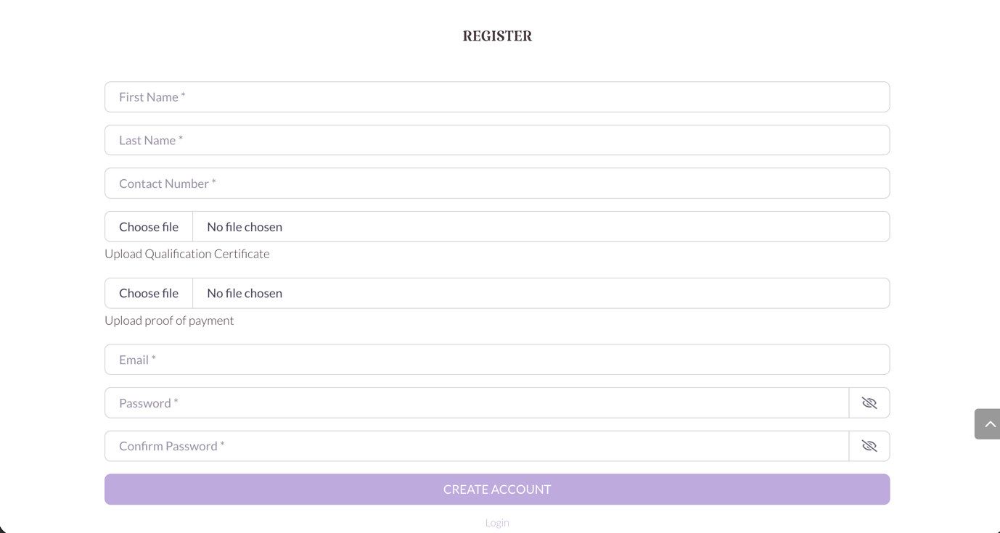 REGISTER
First Name *
Last Name *
Contact Number *
Choose file No file chosen
Upload Qualification Certificate
Choose file No file chosen
Upload proof of payment
Email *
Password *
Confirm Password *
CREATE ACCOUNT
Login